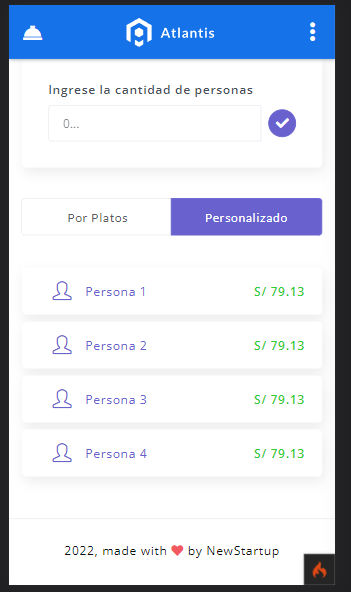 Atlantis
Ingrese la cantidad de personas
0...
Por Platos
Personalizado
Persona 1 S/ 79.13
Persona 2 S/ 79.13
Persona 3 S/ 79.13
Persona 4 S/ 79.13
2022, made with ❤ by NewStartup